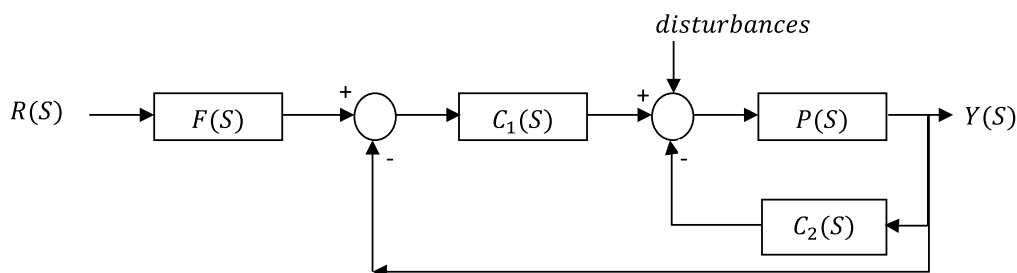 disturbances
R(S)
F(S)
+
-
C₁(S)
+
-
P(S)
Y(S)
C₂(S)